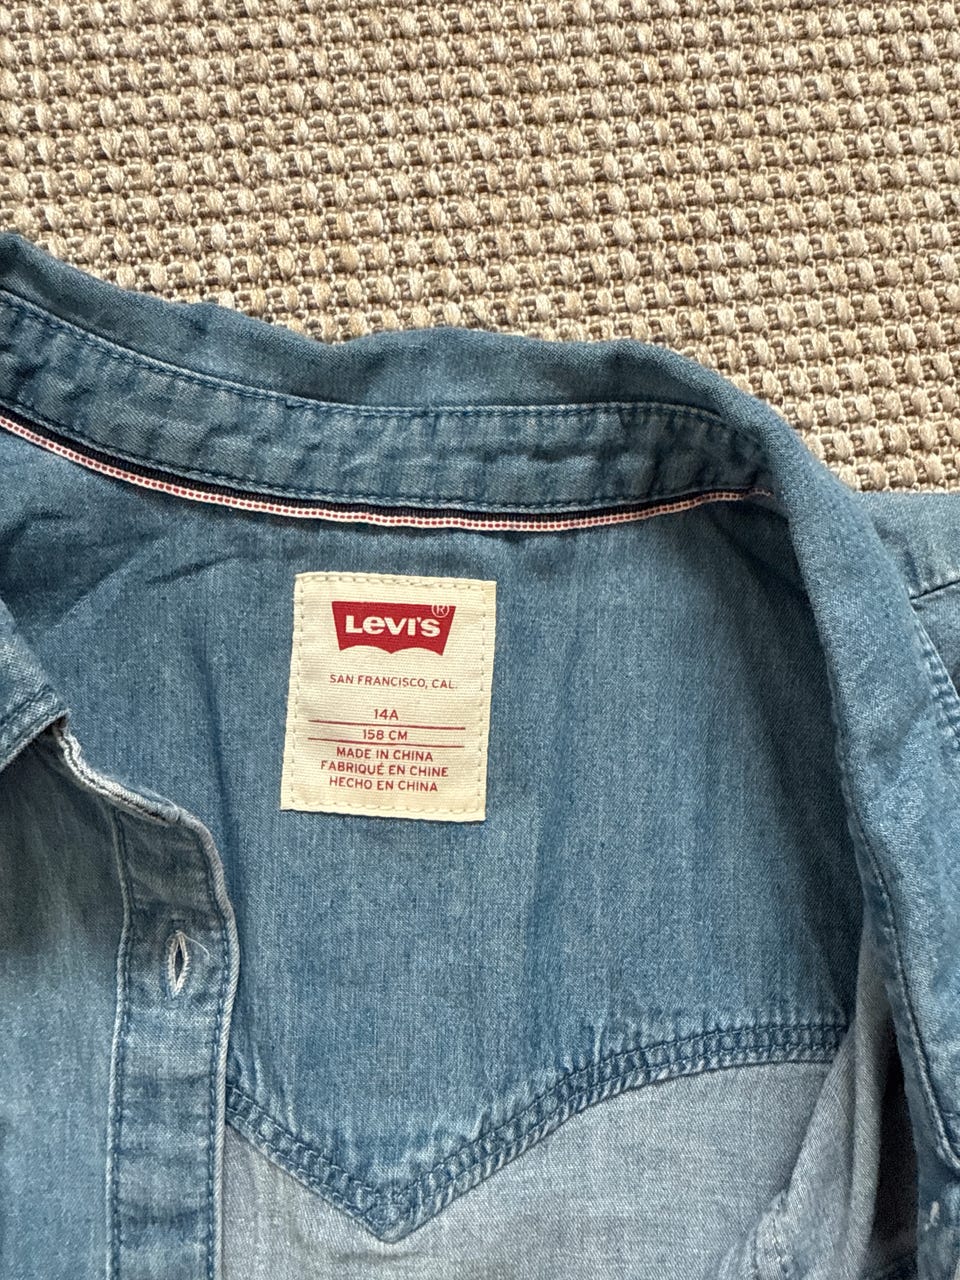 Levi's®
SAN FRANCISCO, CAL.
14A
158 CM
MADE IN CHINA
FABRIQUÉ EN CHINE
HECHO EN CHINA